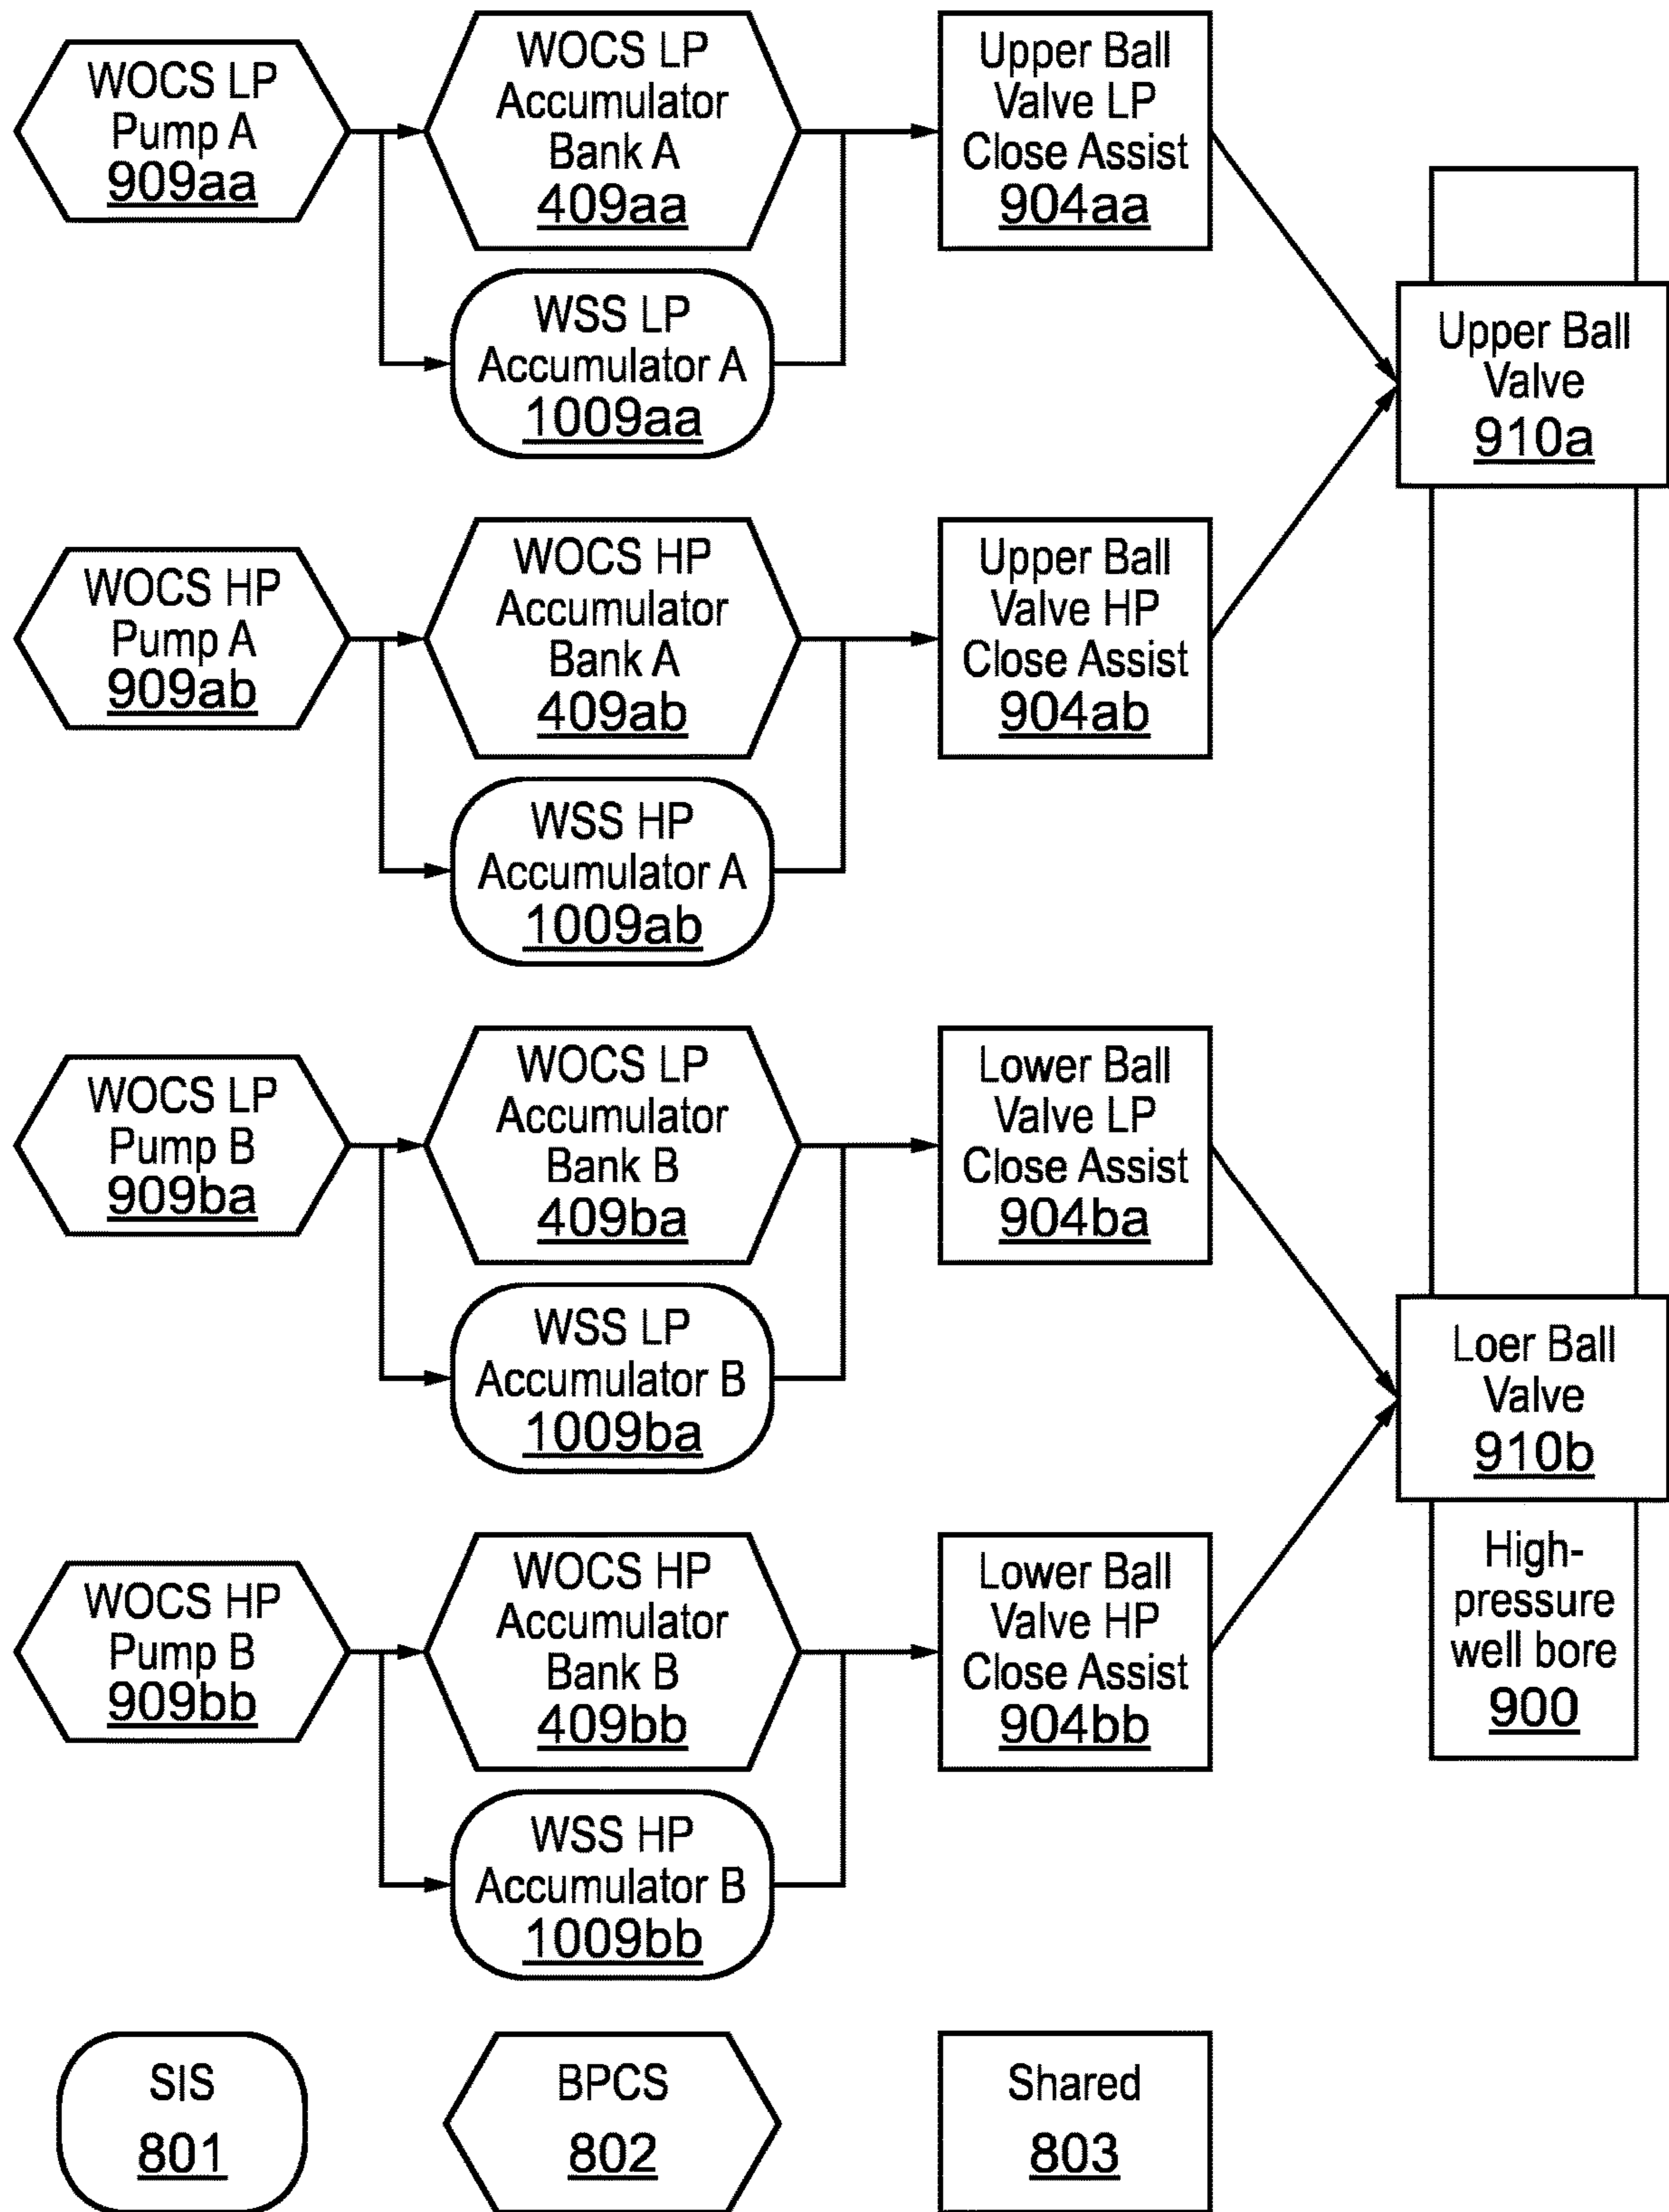 WOCS LP
Pump A
909aa
WOCS LP
Accumulator
Bank A
409aa
Upper Ball
Valve LP
Close Assist
904aa
WSS LP
Accumulator A
1009aa
Upper Ball
Valve
910a
WOCS HP
Pump A
909ab
WOCS HP
Accumulator
Bank A
409ab
Upper Ball
Valve HP
Close Assist
904ab
WSS HP
Accumulator A
1009ab
WOCS LP
Pump B
909ba
WOCS LP
Accumulator
Bank B
409ba
Lower Ball
Valve LP
Close Assist
904ba
WSS LP
Accumulator B
1009ba
Loer Ball
Valve
910b
WOCS HP
Pump B
909bb
WOCS HP
Accumulator
Bank B
409bb
Lower Ball
Valve HP
Close Assist
904bb
High-
pressure
well bore
900
WSS HP
Accumulator B
1009bb
SIS
801
BPCS
802
Shared
803